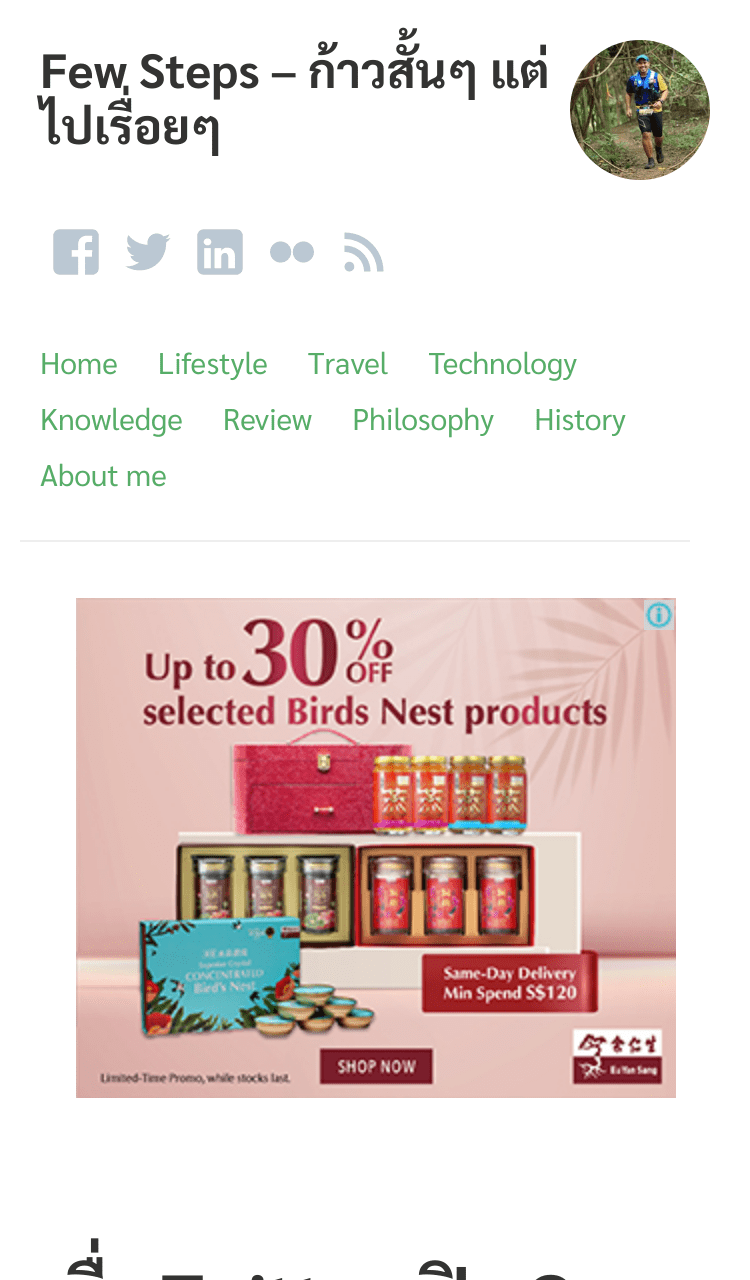 Few Steps – ก้าวสั้นๆ แต่
ไปเรื่อยๆ
Home Lifestyle Travel Technology
Knowledge Review Philosophy History
About me
Up to 30% OFF
selected Birds Nest products
CONCENTRATED
Bird's Nest
Same-Day Delivery
Min Spend S$120
SHOP NOW
Limited-Time Promo, while stocks last.
余仁生
Eu Yan Sang